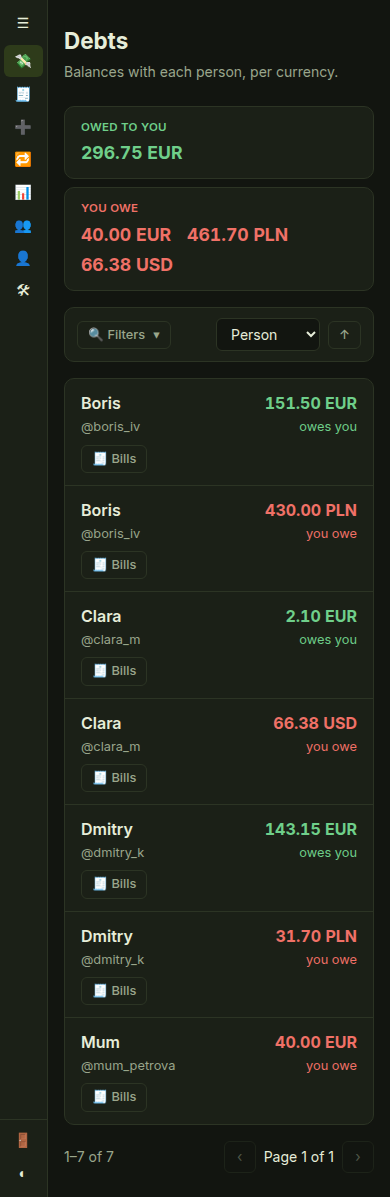 Debts
Balances with each person, per currency.
OWED TO YOU
296.75 EUR
YOU OWE
40.00 EUR 461.70 PLN
66.38 USD
Filters
Person
Boris 151.50 EUR
@boris_iv owes you
Bills
Boris 430.00 PLN
@boris_iv you owe
Bills
Clara 2.10 EUR
@clara_m owes you
Bills
Clara 66.38 USD
@clara_m you owe
Bills
Dmitry 143.15 EUR
@dmitry_k owes you
Bills
Dmitry 31.70 PLN
@dmitry_k you owe
Bills
Mum 40.00 EUR
@mum_petrova you owe
Bills
1–7 of 7 Page 1 of 1